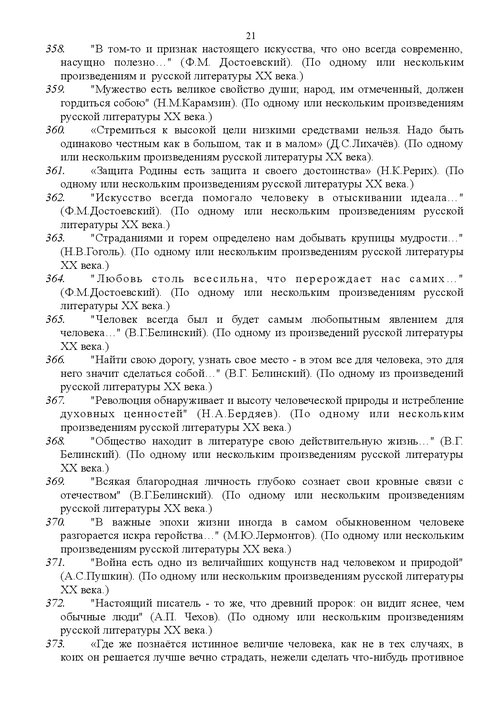 21
358. "В том-то и признак настоящего искусства, что оно всегда современно,
насущно полезно…" (Ф.М. Достоевский). (По одному или нескольким
произведениям и русской литературы XX века.)
359. "Мужество есть великое свойство души; народ, им отмеченный, должен
гордиться собою" (Н.М.Карамзин). (По одному или нескольким произведениям
русской литературы XX века.)
360. «Стремиться к высокой цели низкими средствами нельзя. Надо быть
одинаково честным как в большом, так и в малом» (Д.С.Лихачёв). (По одному
или нескольким произведениям русской литературы XX века).
361. «Защита Родины есть защита и своего достоинства» (Н.К.Рерих). (По
одному или нескольким произведениям русской литературы XX века.)
362. "Искусство всегда помогало человеку в отыскивании идеала…"
(Ф.М.Достоевский). (По одному или нескольким произведениям русской
литературы XX века.)
363. "Страданиями и горем определено нам добывать крупицы мудрости…"
(Н.В.Гоголь). (По одному или нескольким произведениям русской литературы
XX века.)
364. "Любовь столь всесильна, что перерождает нас самих…"
(Ф.М.Достоевский). (По одному или нескольким произведениям русской
литературы XX века.)
365. "Человек всегда был и будет самым любопытным явлением для
человека…" (В.Г.Белинский). (По одному из произведений русской литературы
XX века.)
366. "Найти свою дорогу, узнать свое место - в этом все для человека, это для
него значит сделаться собой…" (В.Г. Белинский). (По одному из произведений
русской литературы XX века.)
367. "Революция обнаруживает и высоту человеческой природы и истребление
духовных ценностей" (Н.А.Бердяев). (По одному или нескольким
произведениям русской литературы XX века.)
368. "Общество находит в литературе свою действительную жизнь…" (В.Г.
Белинский). (По одному или нескольким произведениям русской литературы
XX века.)
369. "Всякая благородная личность глубоко сознает свои кровные связи с
отечеством" (В.Г.Белинский). (По одному или нескольким произведениям
русской литературы XX века.)
370. "В важные эпохи жизни иногда в самом обыкновенном человеке
разгорается искра геройства…" (М.Ю.Лермонтов). (По одному или нескольким
произведениям русской литературы XX века.)
371. "Война есть одно из величайших кощунств над человеком и природой"
(А.С.Пушкин). (По одному или нескольким произведениям русской литературы
XX века.)
372. "Настоящий писатель - то же, что древний пророк: он видит яснее, чем
обычные люди" (А.П. Чехов). (По одному или нескольким произведениям
русской литературы XX века.)
373. «Где же познаётся истинное величие человека, как не в тех случаях, в
коих он решается лучше вечно страдать, нежели сделать что-нибудь противное